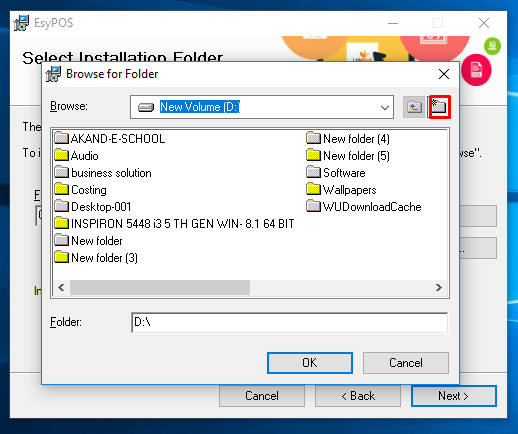 EsyPOS
Select Installation Folder
Browse for Folder
Browse:
New Volume (D:)
AKAND-E-SCHOOL
Audio
business solution
Costing
Desktop-001
INSPIRON 5448 i3 5 TH GEN WIN- 8.1 64 BIT
New folder
New folder (3)
New folder (4)
New folder (5)
Software
Wallpapers
WUDownloadCache
The
To i
wse".
Folder:
D:\
OK
Cancel
Cancel
< Back
Next >